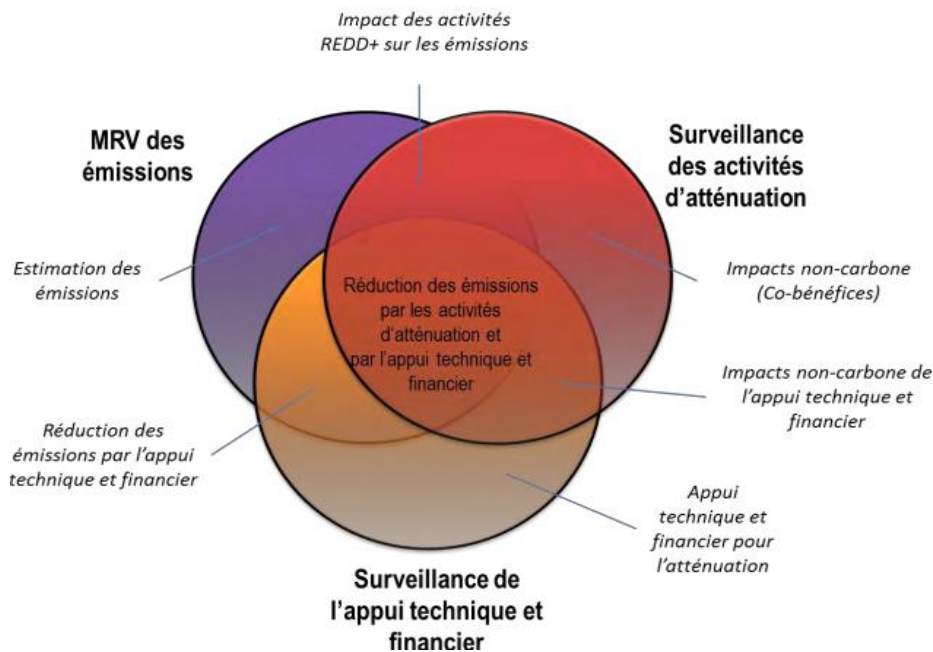 Impact des activités
REDD+ sur les émissions
MRV des
émissions
Surveillance
des activités
d'atténuation
Estimation des
émissions
Impacts non-carbone
(Co-bénéfices)
Réduction des émissions
par les activités
d'atténuation et
par l'appui technique et
financier
Impacts non-carbone de
l'appui technique et
financier
Réduction des
émissions par l'appui
technique et financier
Appui
technique et
financier pour
l'atténuation
Surveillance de
l'appui technique et
financier